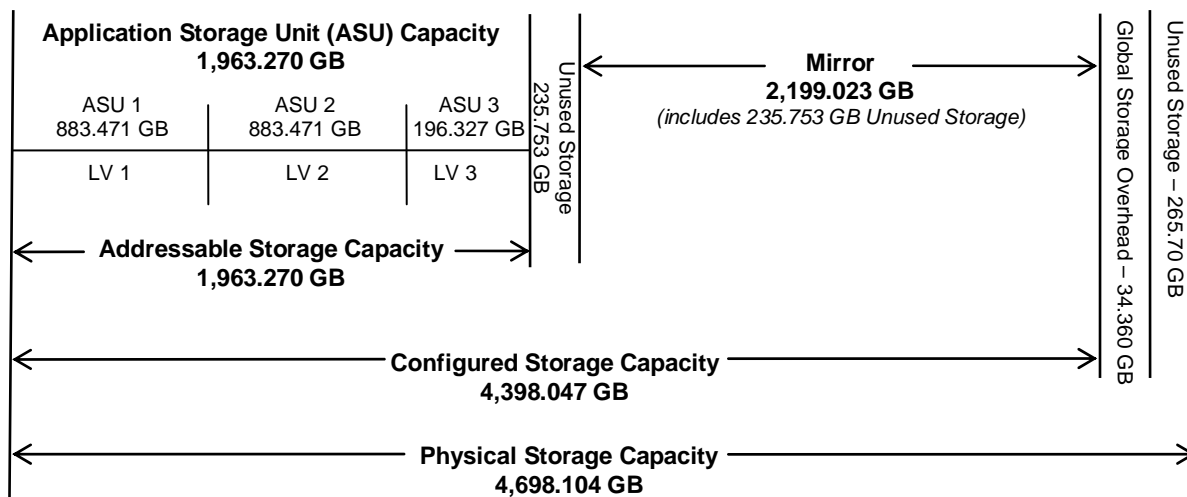 Application Storage Unit (ASU) Capacity
1,963.270 GB
ASU 1
883.471 GB
ASU 2
883.471 GB
ASU 3
196.327 GB
LV 1
LV 2
LV 3
Unused Storage
235.753 GB
Mirror
2,199.023 GB
(includes 235.753 GB Unused Storage)
Global Storage Overhead – 34.360 GB
Unused Storage – 265.70 GB
Addressable Storage Capacity
1,963.270 GB
Configured Storage Capacity
4,398.047 GB
Physical Storage Capacity
4,698.104 GB